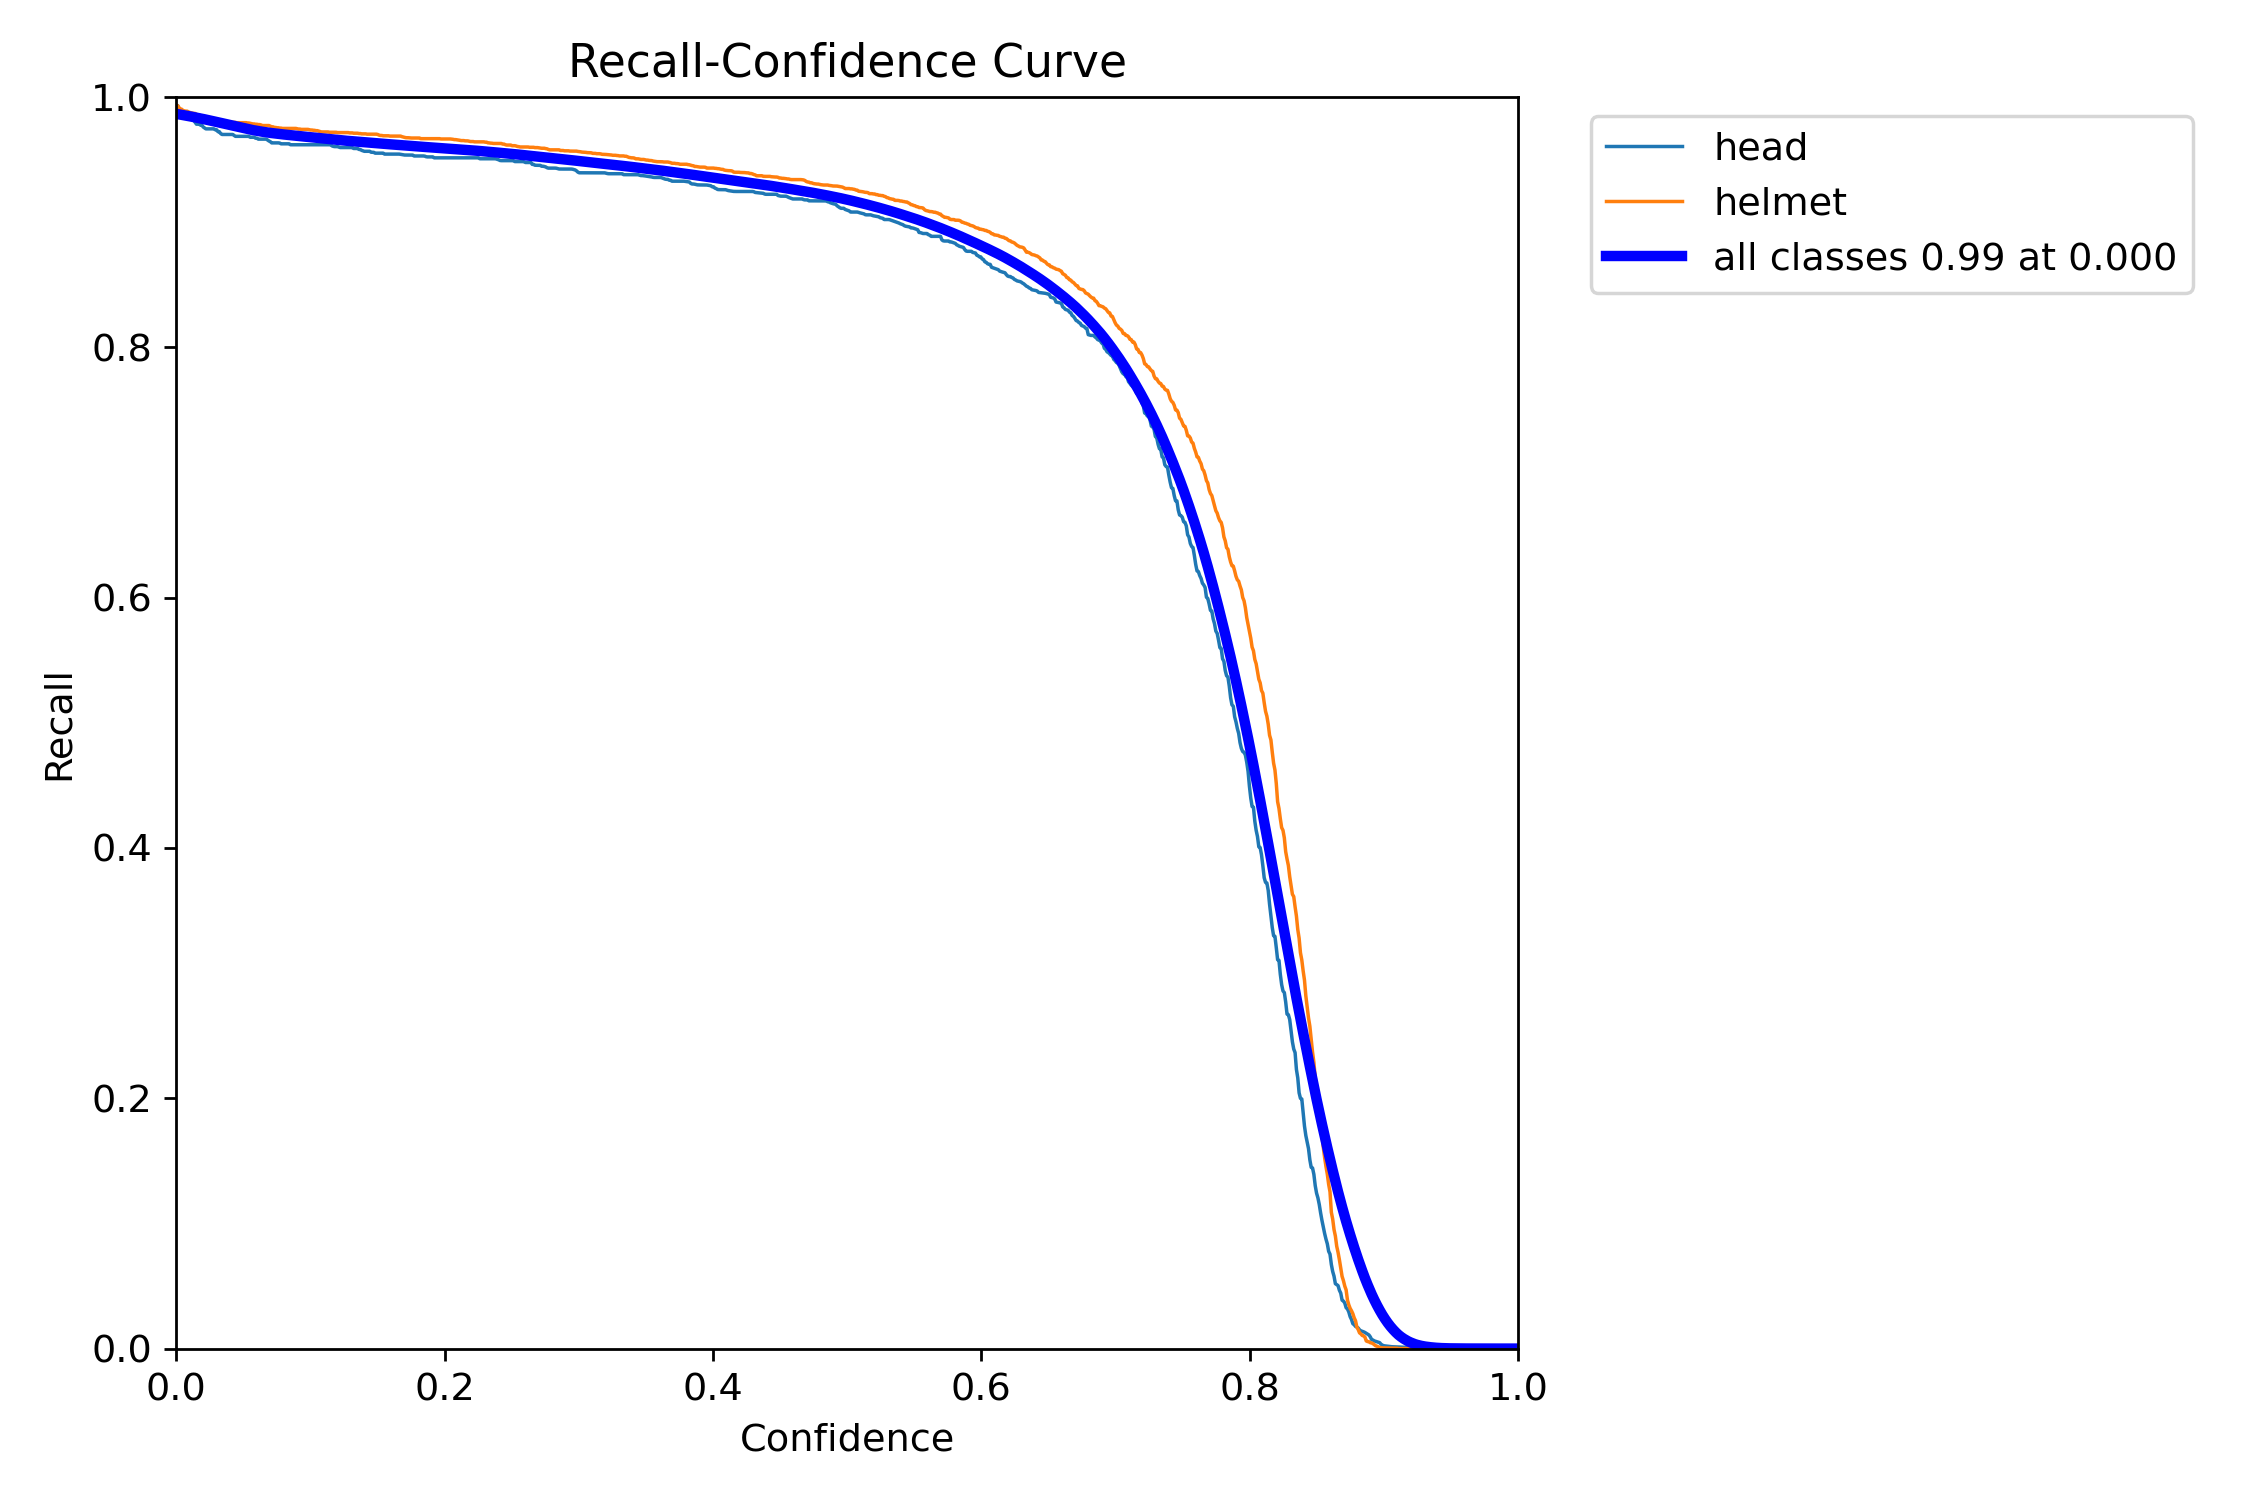 Recall-Confidence Curve
1.0
0.8
0.6
0.4
0.2
0.0
Recall
0.0 0.2 0.4 0.6 0.8 1.0
Confidence
head
helmet
all classes 0.99 at 0.000